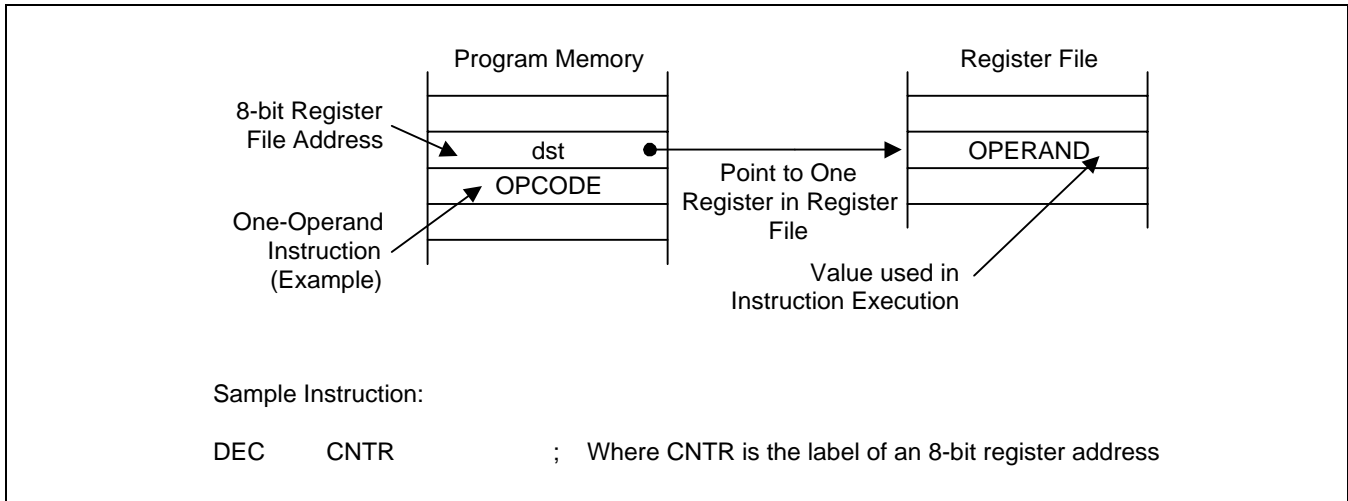 Program Memory
Register File
8-bit Register
File Address
dst
OPERAND
OPCODE
Point to One
Register in Register
File
One-Operand
Instruction
(Example)
Value used in
Instruction Execution
Sample Instruction:
DEC CNTR ; Where CNTR is the label of an 8-bit register address